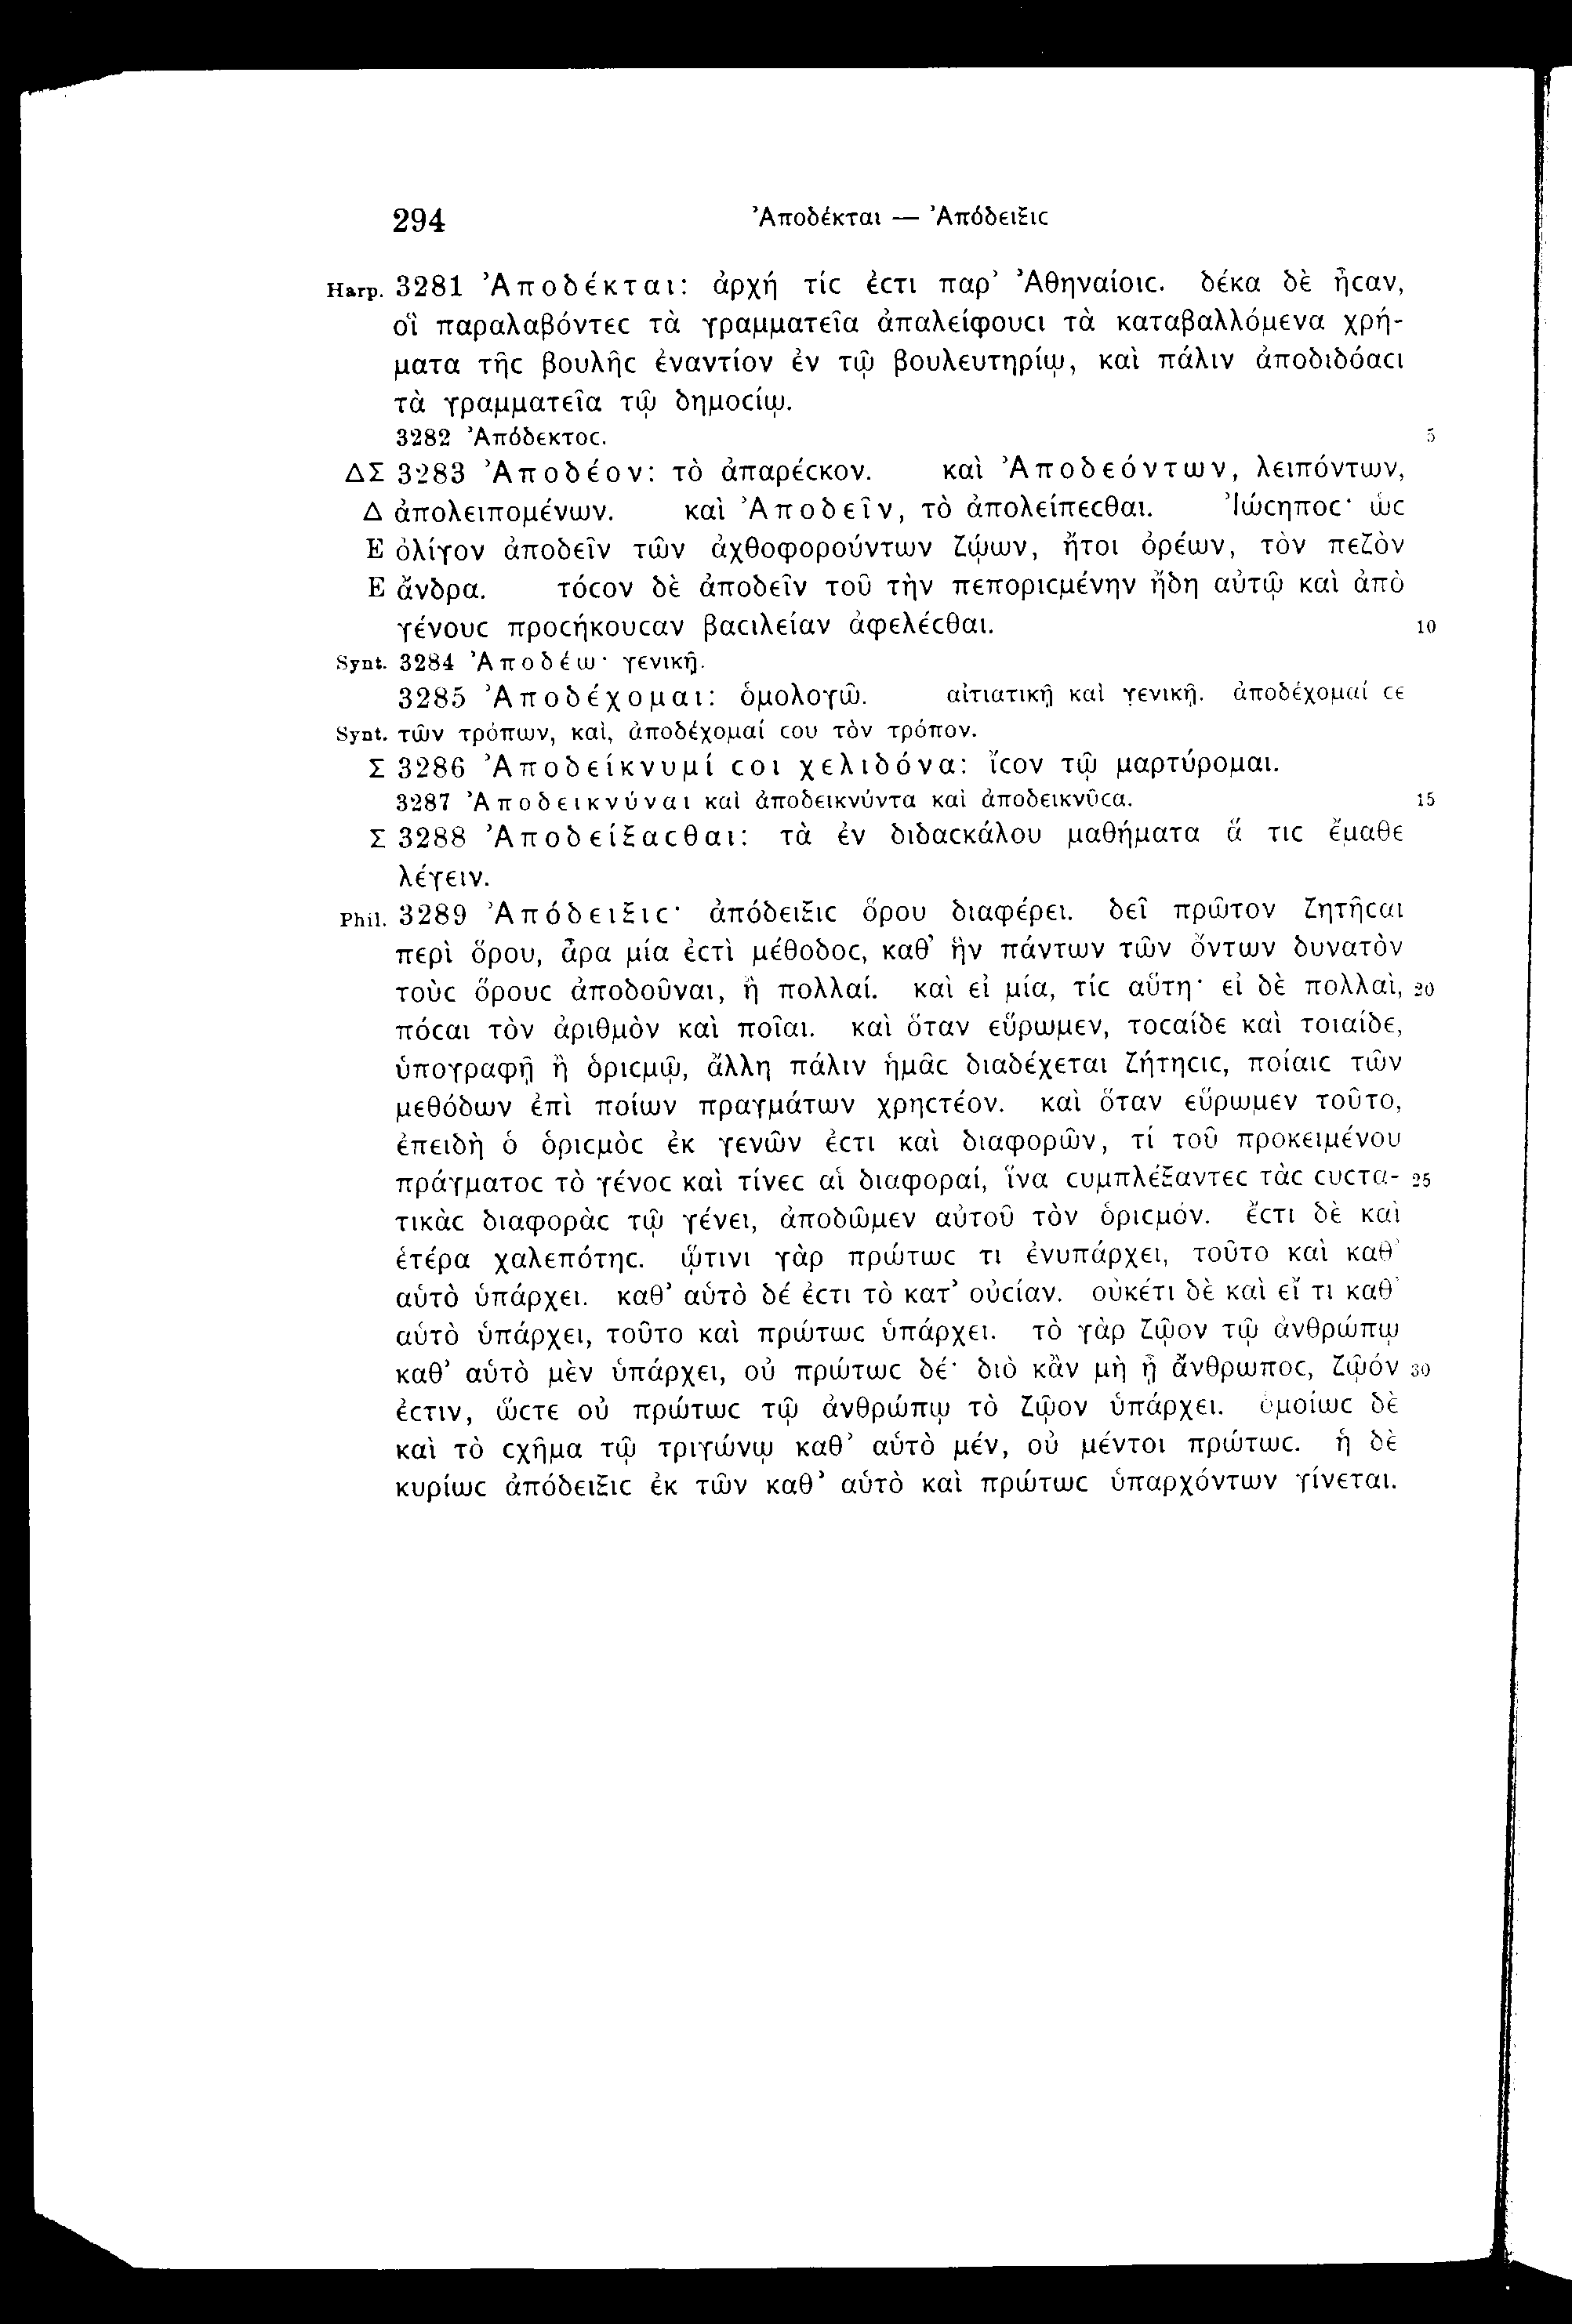 294 Ἀποδέκται — Ἀπόδειξιϲ
Harp. 3281 Ἀποδέκται: ἀρχή τίϲ ἐϲτι παρ’ Ἀθηναίοιϲ. δέκα δὲ ἦϲαν,
οἳ παραλαβόντεϲ τὰ γραμματεῖα ἀπαλείφουϲι τὰ καταβαλλόμενα χρή-
ματα τῆϲ βουλῆϲ ἐναντίον ἐν τῷ βουλευτηρίῳ, καὶ πάλιν ἀποδιδόαϲι
τὰ γραμματεῖα τῷ δημοϲίῳ.
3282 Ἀπόδεκτοϲ. 5
ΔΣ 3283 Ἀποδέον: τὸ ἀπαρέϲκον. καὶ Ἀποδεόντων, λειπόντων,
Δ ἀπολειπομένων. καὶ Ἀποδεῖν, τὸ ἀπολείπεϲθαι. Ἰώϲηποϲ· ὡϲ
E ὀλίγον ἀποδεῖν τῶν ἀχθοφορούντων ζῴων, ἤτοι ὀρέων, τὸν πεζὸν
E ἄνδρα. τόϲον δὲ ἀποδεῖν τοῦ τὴν πεποριϲμένην ἤδη αὐτῷ καὶ ἀπὸ
γένουϲ προϲήκουϲαν βαϲιλείαν ἀφελέϲθαι. 10
Synt. 3284 Ἀποδέω· γενικῇ.
3285 Ἀποδέχομαι: ὁμολογῶ. αἰτιατικῇ καὶ γενικῇ. ἀποδέχομαί ϲε
Synt. τῶν τρόπων, καὶ, ἀποδέχομαί ϲου τὸν τρόπον.
Σ 3286 Ἀποδείκνυμί ϲοι χελιδόνα: ἴϲον τῷ μαρτύρομαι.
3287 Ἀποδεικνύναι καὶ ἀποδεικνύντα καὶ ἀποδεικνῦϲα. 15
Σ 3288 Ἀποδείξαϲθαι: τὰ ἐν διδαϲκάλου μαθήματα ἅ τιϲ ἔμαθε
λέγειν.
Phil. 3289 Ἀπόδειξιϲ· ἀπόδειξιϲ ὅρου διαφέρει. δεῖ πρῶτον ζητῆϲαι
περὶ ὅρου, ἆρα μία ἐϲτὶ μέθοδοϲ, καθ’ ἣν πάντων τῶν ὄντων δυνατὸν
τοὺϲ ὅρουϲ ἀποδοῦναι, ἢ πολλαί. καὶ εἰ μία, τίϲ αὕτη· εἰ δὲ πολλαὶ, 20
πόϲαι τὸν ἀριθμὸν καὶ ποῖαι. καὶ ὅταν εὕρωμεν, τοϲαίδε καὶ τοιαίδε,
ὑπογραφῇ ἢ ὁριϲμῷ, ἄλλη πάλιν ἡμᾶϲ διαδέχεται ζήτηϲιϲ, ποίαιϲ τῶν
μεθόδων ἐπὶ ποίων πραγμάτων χρηϲτέον. καὶ ὅταν εὕρωμεν τοῦτο,
ἐπειδὴ ὁ ὁριϲμὸϲ ἐκ γενῶν ἐϲτι καὶ διαφορῶν, τί τοῦ προκειμένου
πράγματοϲ τὸ γένοϲ καὶ τίνεϲ αἱ διαφοραί, ἵνα ϲυμπλέξαντεϲ τὰϲ ϲυϲτα- 25
τικὰϲ διαφορὰϲ τῷ γένει, ἀποδῶμεν αὐτοῦ τὸν ὁριϲμόν. ἔϲτι δὲ καὶ
ἑτέρα χαλεπότηϲ. ᾧτινι γὰρ πρώτωϲ τι ἐνυπάρχει, τοῦτο καὶ καθ’
αὑτὸ ὑπάρχει. καθ’ αὑτὸ δέ ἐϲτι τὸ κατ’ οὐϲίαν. οὐκέτι δὲ καὶ εἴ τι καθ’
αὑτὸ ὑπάρχει, τοῦτο καὶ πρώτωϲ ὑπάρχει. τὸ γὰρ ζῷον τῷ ἀνθρώπῳ
καθ’ αὑτὸ μὲν ὑπάρχει, οὐ πρώτωϲ δέ· διὸ κἂν μὴ ᾖ ἄνθρωποϲ, ζῷόν 30
ἐϲτιν, ὥϲτε οὐ πρώτωϲ τῷ ἀνθρώπῳ τὸ ζῷον ὑπάρχει. ὁμοίωϲ δὲ
καὶ τὸ ϲχῆμα τῷ τριγώνῳ καθ’ αὑτὸ μέν, οὐ μέντοι πρώτωϲ. ἡ δὲ
κυρίωϲ ἀπόδειξιϲ ἐκ τῶν καθ’ αὑτὸ καὶ πρώτωϲ ὑπαρχόντων γίνεται.